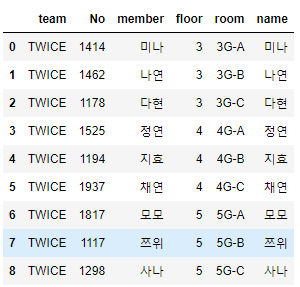 team No member floor room name
0 TWICE 1414 미나 3 3G-A 미나
1 TWICE 1462 나연 3 3G-B 나연
2 TWICE 1178 다현 3 3G-C 다현
3 TWICE 1525 정연 4 4G-A 정연
4 TWICE 1194 지효 4 4G-B 지효
5 TWICE 1937 채연 4 4G-C 채연
6 TWICE 1817 모모 5 5G-A 모모
7 TWICE 1117 쯔위 5 5G-B 쯔위
8 TWICE 1298 사나 5 5G-C 사나